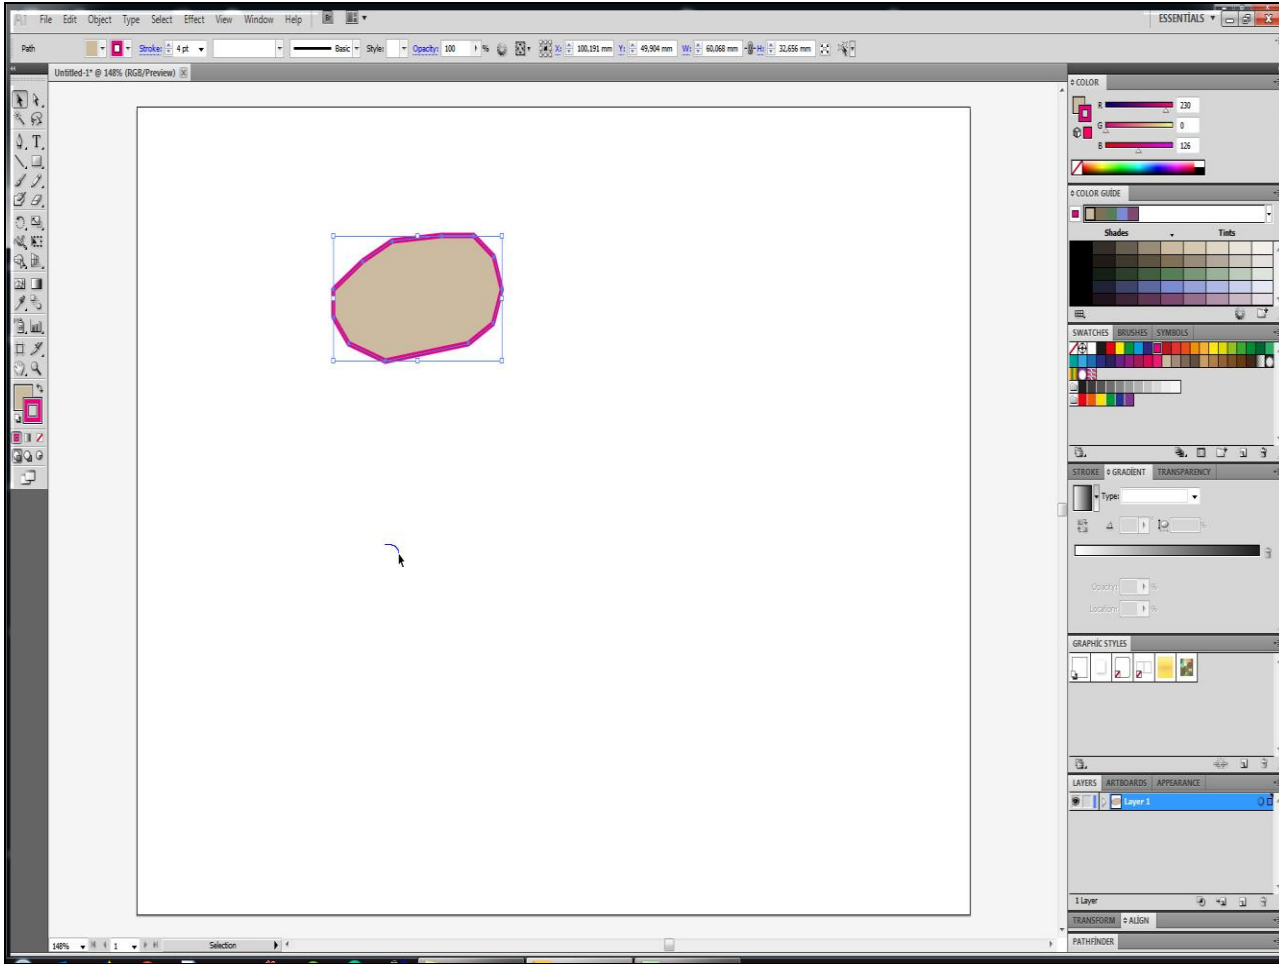 Ai File Edit Object Type Select Effect View Window Help Br ESSENTIALS
Path Stroke: 4 pt Basic Style: Opacity: 100 % X: 100,191 mm Y: 49,904 mm W: 60,068 mm H: 32,656 mm
Untitled-1* @ 148% (RGB/Preview)
COLOR
R 230
G 0
B 126
COLOR GUIDE
Shades Tints
SWATCHES BRUSHES SYMBOLS
STROKE GRADIENT TRANSPARENCY
Type:
%
Opacity: %
Location: %
GRAPHIC STYLES
LAYERS ARTBOARDS APPEARANCE
Layer 1
1 Layer
TRANSFORM ALIGN
PATHFINDER
148% 1 Selection